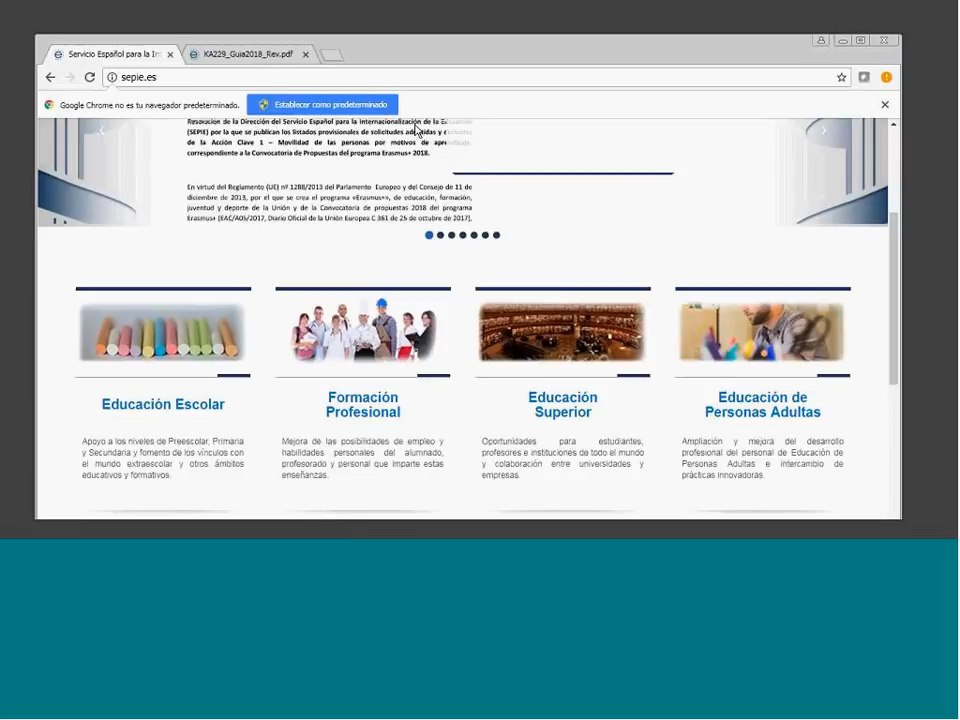 Servicio Español para la In
KA229_Guia2018_Rev.pdf
sepie.es
Google Chrome no es tu navegador predeterminado.
Establecer como predeterminado
Resolución de la Dirección del Servicio Español para la Internacionalización de la
(SEPIE) por la que se publican los listados provisionales de solicitudes y
de la Acción Clave 1 – Movilidad de las personas por motivos de
correspondiente a la Convocatoria de Propuestas del programa Erasmus+ 2018.
En virtud del Reglamento (UE) nº 1288/2013 del Parlamento Europeo y del Consejo de 11 de
diciembre de 2013, por el que se crea el programa «Erasmus+», de educación, formación,
juventud y deporte de la Unión y de la Convocatoria de propuestas 2018 del programa
Erasmus+ (EAC/A05/2017, Diario Oficial de la Unión Europea C 361 de 25 de octubre de 2017),
Educación Escolar
Apoyo a los niveles de Preescolar, Primaria
y Secundaria y fomento de los vínculos con
el mundo extraescolar y otros ámbitos
educativos y formativos.
Formación
Profesional
Mejora de las posibilidades de empleo y
habilidades personales del alumnado,
profesorado y personal que imparte estas
enseñanzas.
Educación
Superior
Oportunidades para estudiantes,
profesores e instituciones de todo el mundo
y colaboración entre universidades y
empresas.
Educación de
Personas Adultas
Ampliación y mejora del desarrollo
profesional del personal de Educación de
Personas Adultas e intercambio de
prácticas innovadoras.